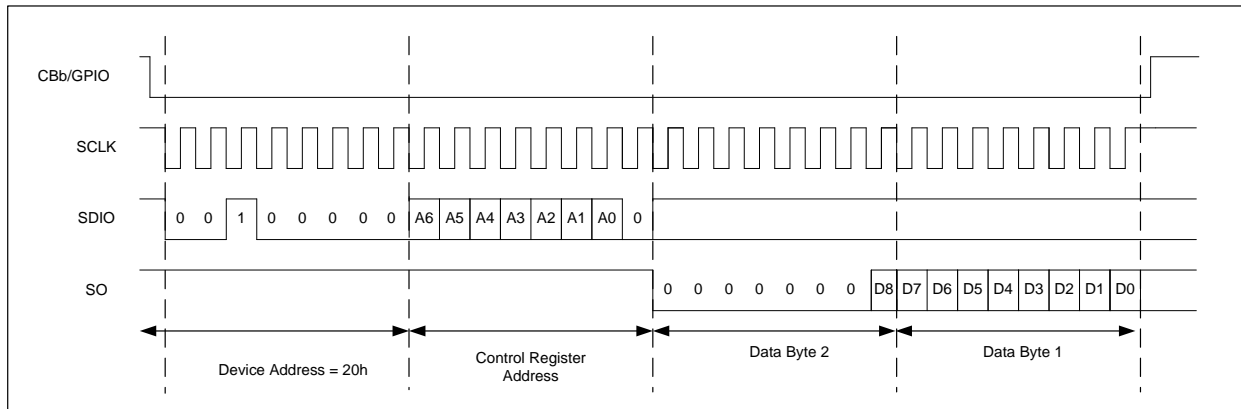 CBb/GPIO
SCLK
SDIO
0 0 1 0 0 0 0 0 A6 A5 A4 A3 A2 A1 A0 0
SO
0 0 0 0 0 0 0 D8 D7 D6 D5 D4 D3 D2 D1 D0
Device Address = 20h
Control Register
Address
Data Byte 2
Data Byte 1